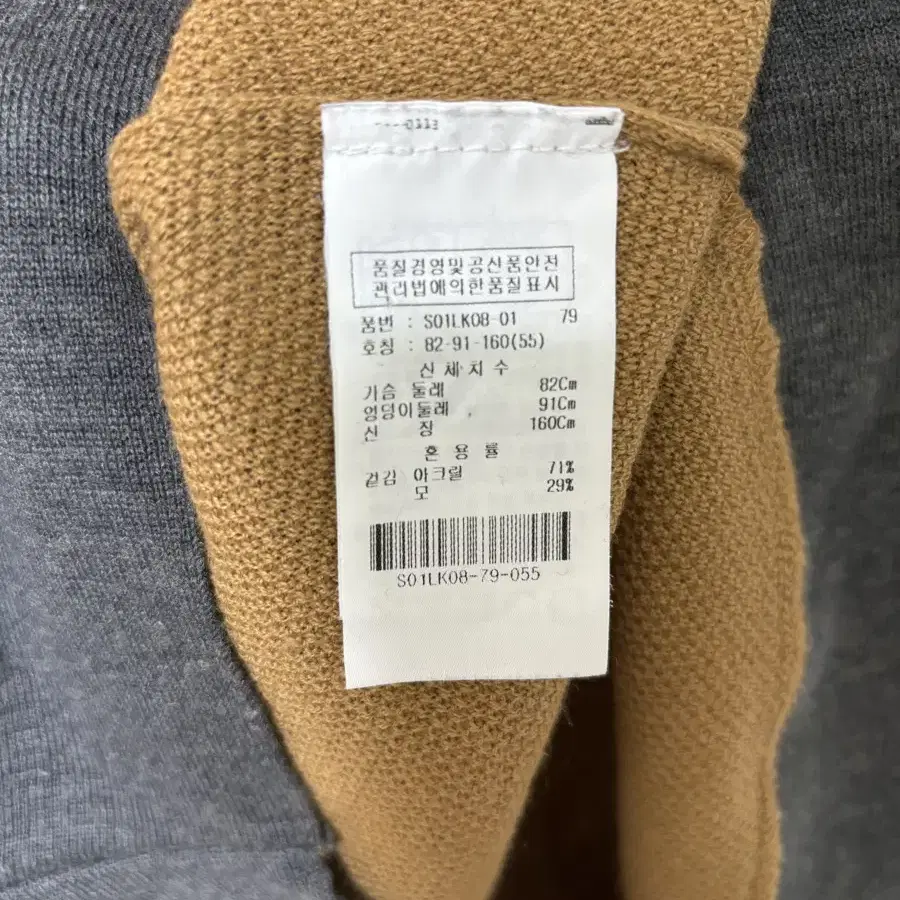 0113
품질경영및공산품안전
관리법에의한품질표시
품번 : S01LK08-01 79
호칭 : 82-91-160(55)
신체치수
가슴 둘레 82Cm
엉덩이둘레 91Cm
신 장 160Cm
혼용률
겉감 아크릴 71%
모 29%
S01LK08-79-055